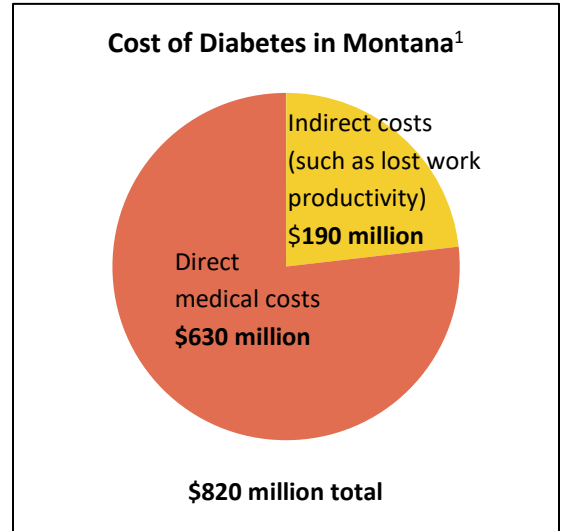 Cost of Diabetes in Montana¹
Indirect costs
(such as lost work
productivity)
$190 million
Direct
medical costs
$630 million
$820 million total